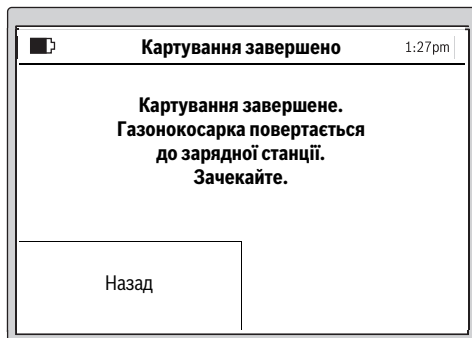 Картування завершено 1:27pm
Картування завершене.
Газонокосарка повертається
до зарядної станції.
Зачекайте.
Назад